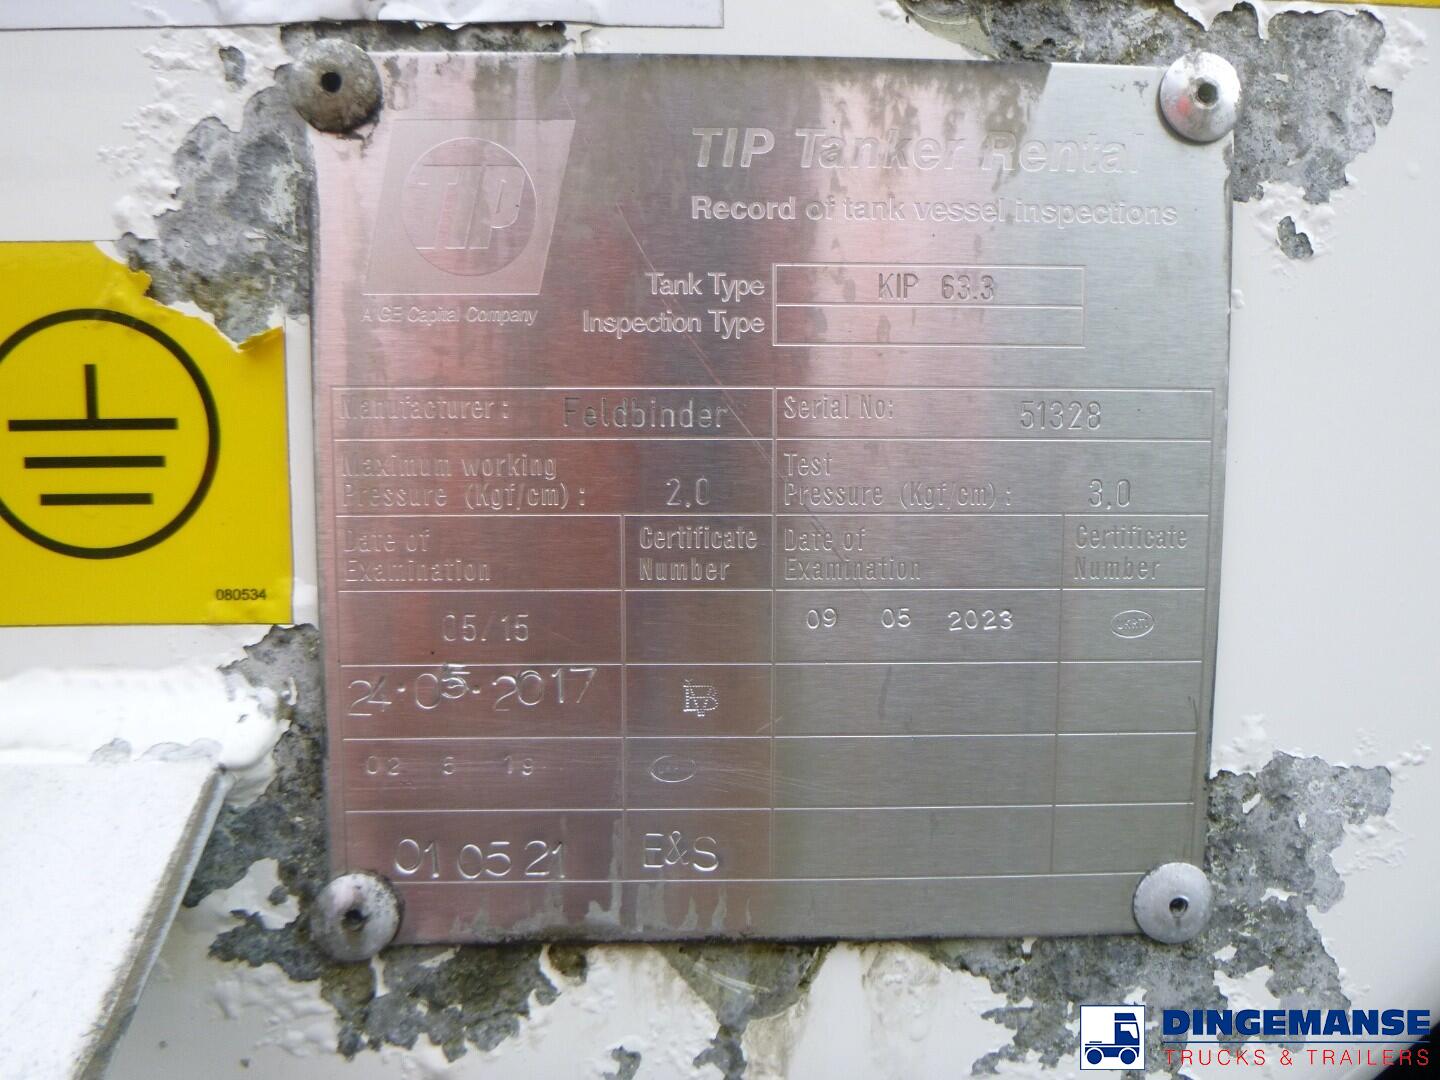 TIP
A GE Capital Company
TIP Tanker Rental
Record of tank vessel inspections
Tank Type KIP 63.3
Inspection Type
Manufacturer: Feldbinder Serial No: 51328
Maximum working Pressure (Kgf/cm): 2,0 Test Pressure (Kgf/cm): 3,0
Date of Examination Certificate Number Date of Examination Certificate Number
05/15 09 05 2023
24-05-2017
02 5 19
01 05 21 E&S
080534
DINGEMANSE
TRUCKS & TRAILERS